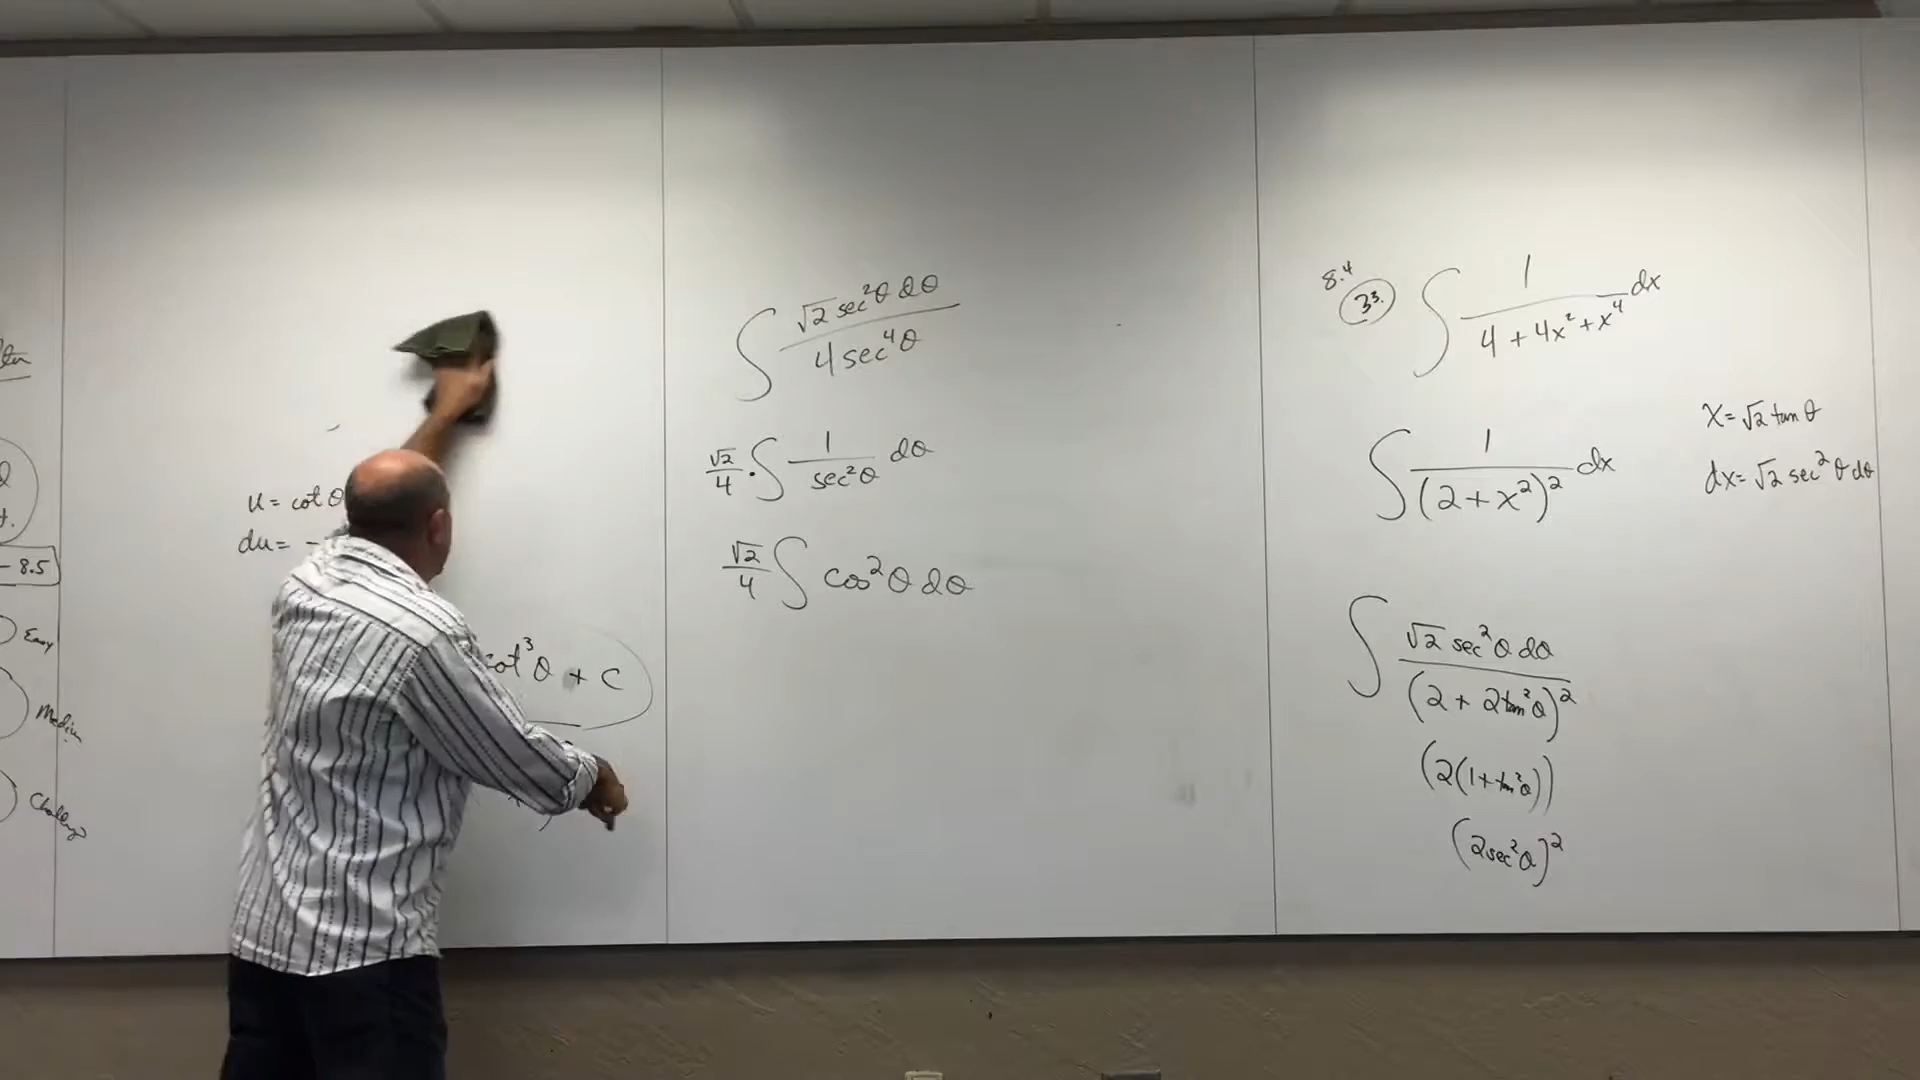 - 8.5
Easy
Medium
u = cot θ
du = -
cot³θ + c
∫ √2 sec²θ dθ / 4 sec⁴θ
√2/4 · ∫ 1/sec²θ dθ
√2/4 ∫ cos²θ dθ
8.4
33. ∫ 1/(4 + 4x² + x⁴) dx
∫ 1/(2 + x²)² dx
x = √2 tan θ
dx = √2 sec²θ dθ
∫ √2 sec²θ dθ / (2 + 2tan²θ)²
(2(1 + tan²θ))
(2sec²θ)²